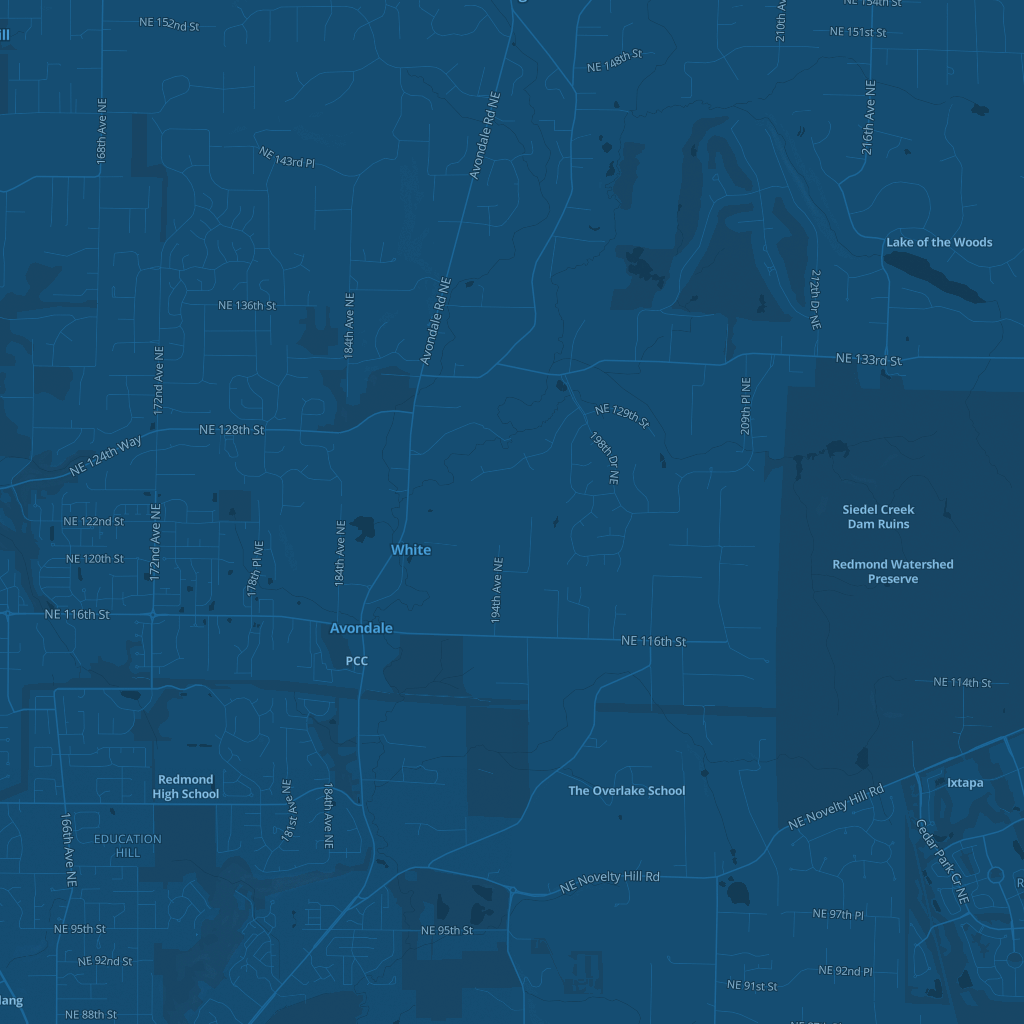 NE 152nd St
NE 154th St
NE 151st St
NE 148th St
168th Ave NE
Avondale Rd NE
216th Ave NE
NE 143rd Pl
Lake of the Woods
NE 136th St
184th Ave NE
Avondale Rd NE
212th Dr NE
NE 133rd St
172nd Ave NE
209th Pl NE
NE 129th St
NE 128th St
NE 124th Way
198th Dr NE
Siedel Creek
Dam Ruins
NE 122nd St
172nd Ave NE
184th Ave NE
White
NE 120th St
178th Pl NE
194th Ave NE
Redmond Watershed
Preserve
NE 116th St
Avondale
NE 116th St
PCC
NE 114th St
Redmond
High School
181st Ave NE
184th Ave NE
The Overlake School
Ixtapa
NE Novelty Hill Rd
166th Ave NE
EDUCATION
HILL
Cedar Park Cr NE
NE Novelty Hill Rd
NE 97th Pl
NE 95th St
NE 95th St
NE 92nd St
NE 92nd Pl
NE 91st St
NE 88th St